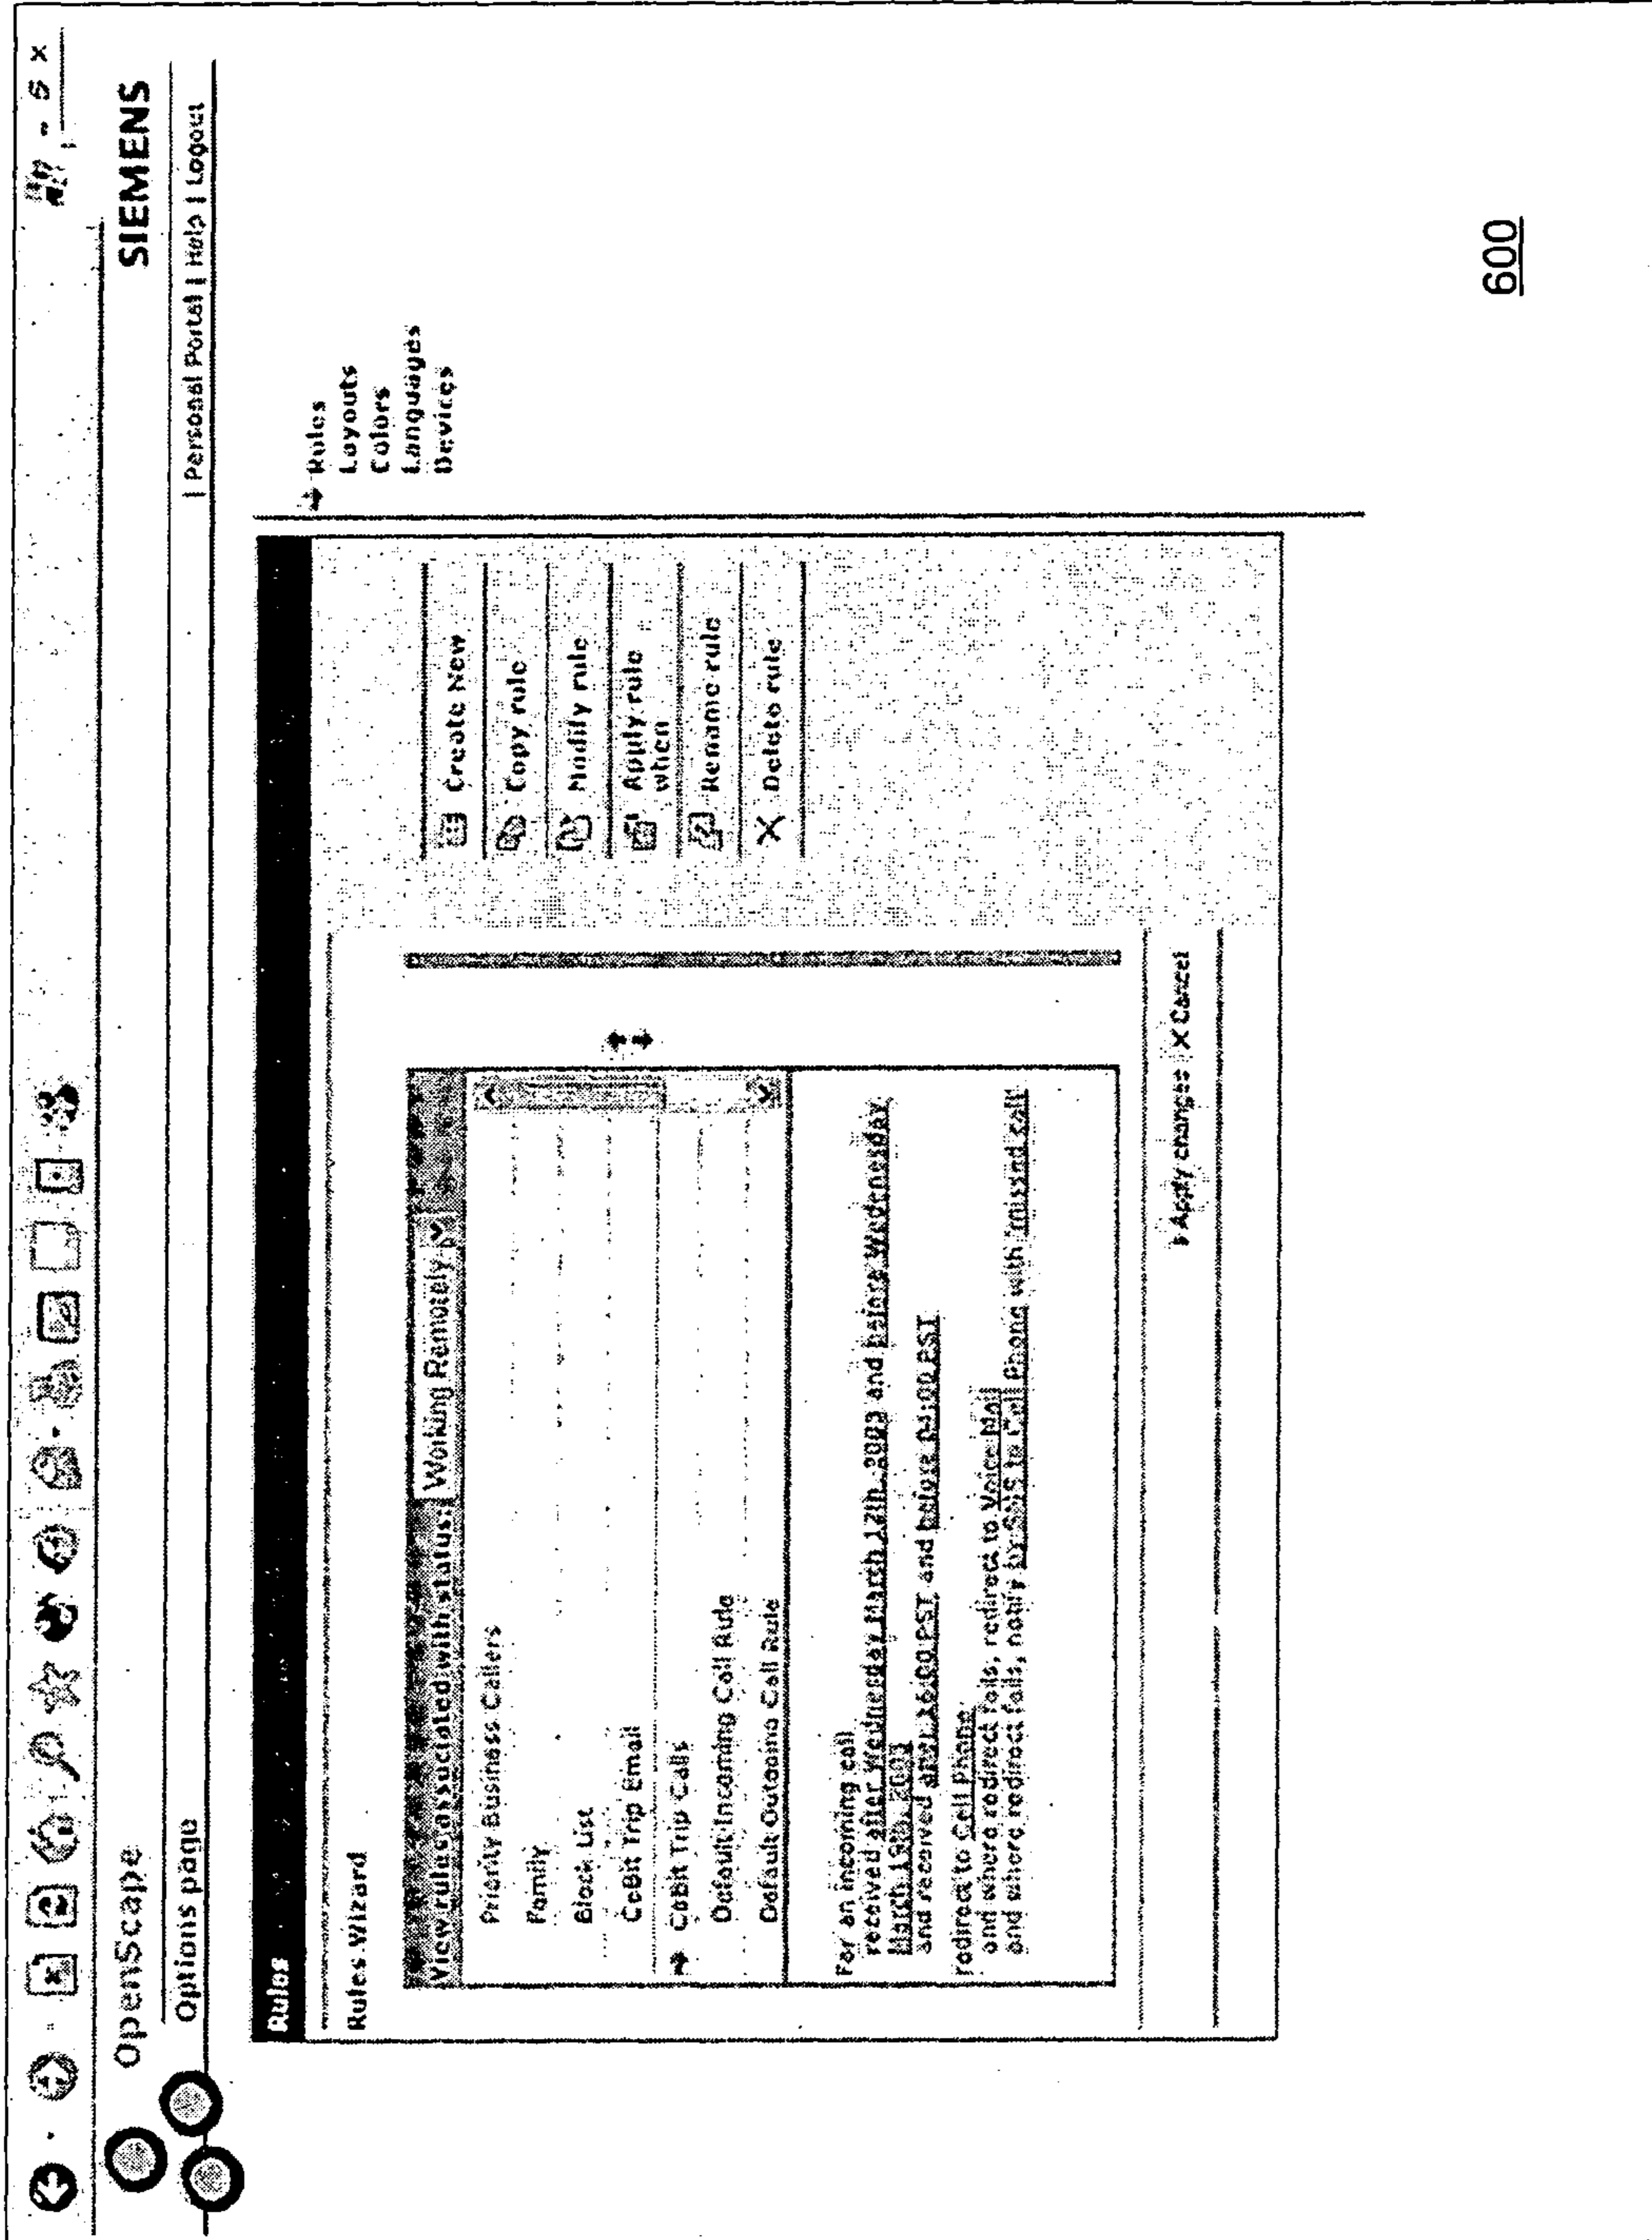 SIEMENS
OpenScape
Options page
| Personal Portal | Help | Logout
Rules
Rules Wizard
View rules associated with status: Working Remotely
Priority Business Callers
Family
Block List
CeBit Trip Email
CeBit Trip Calls
Default Incoming Call Rule
Default Outgoing Call Rule
For an incoming call
received after Wednesday March 12th, 2003 and before Wednesday
March 19th, 2003
and received after 16:00 PST and before 04:00 PST
redirect to Cell Phone
and where redirect fails, redirect to Voice Mail
and where redirect fails, notify by SMS to Cell Phone with missed call
Apply changes X Cancel
Create New
Copy rule
Modify rule
Apply rule
when
Rename rule
Delete rule
Rules
Layouts
Colors
Languages
Devices
600